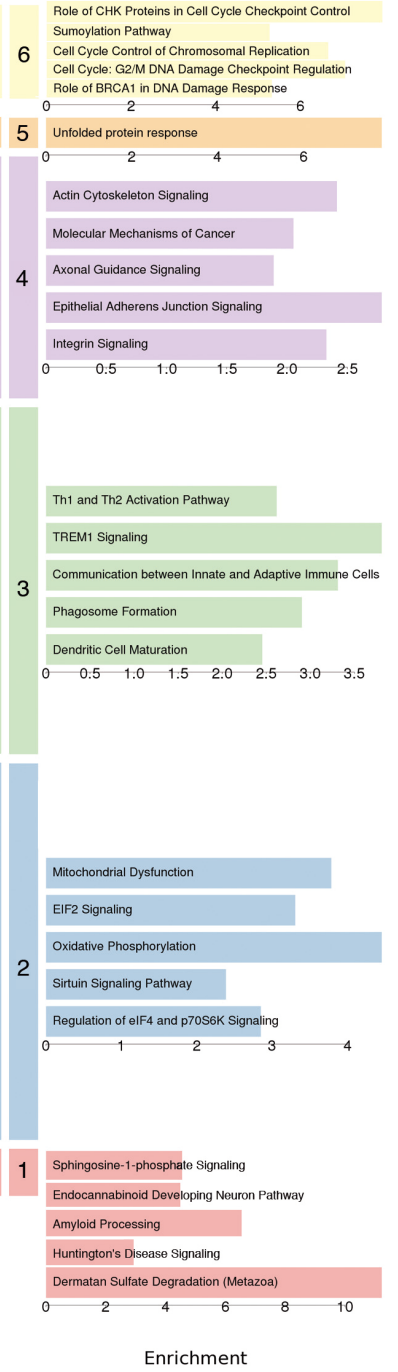 Role of CHK Proteins in Cell Cycle Checkpoint Control
Sumoylation Pathway
6
Cell Cycle Control of Chromosomal Replication
Cell Cycle: G2/M DNA Damage Checkpoint Regulation
Role of BRCA1 in DNA Damage Response
0 2 4 6
5
Unfolded protein response
0 2 4 6
Actin Cytoskeleton Signaling
Molecular Mechanisms of Cancer
Axonal Guidance Signaling
4
Epithelial Adherens Junction Signaling
Integrin Signaling
0 0.5 1.0 1.5 2.0 2.5
Th1 and Th2 Activation Pathway
TREM1 Signaling
Communication between Innate and Adaptive Immune Cells
3
Phagosome Formation
Dendritic Cell Maturation
0 0.5 1.0 1.5 2.0 2.5 3.0 3.5
Mitochondrial Dysfunction
EIF2 Signaling
Oxidative Phosphorylation
2
Sirtuin Signaling Pathway
Regulation of eIF4 and p70S6K Signaling
0 1 2 3 4
1
Sphingosine-1-phosphate Signaling
Endocannabinoid Developing Neuron Pathway
Amyloid Processing
Huntington's Disease Signaling
Dermatan Sulfate Degradation (Metazoa)
0 2 4 6 8 10
Enrichment